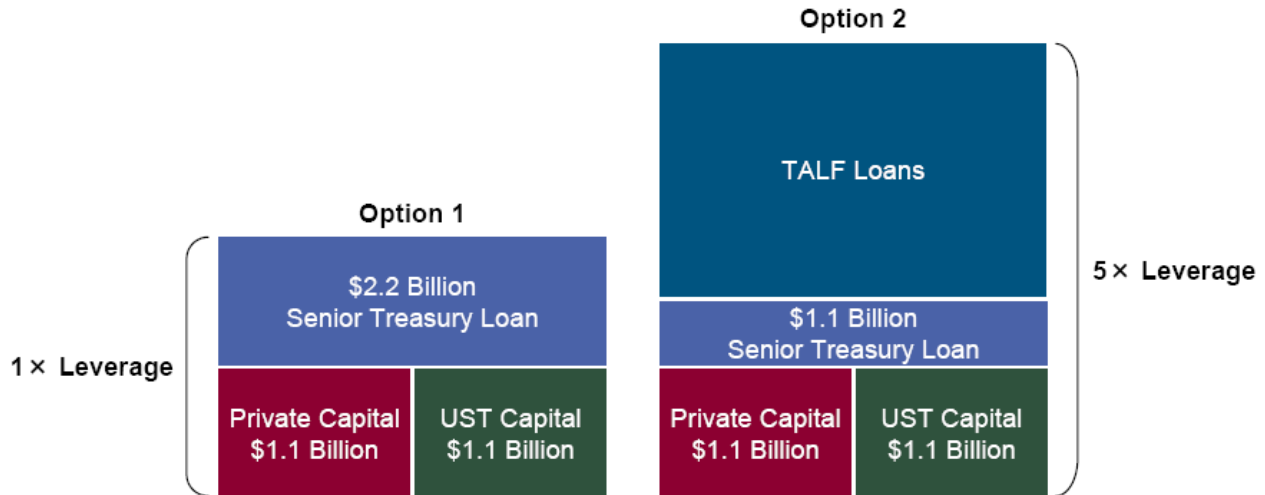 Option 1
$2.2 Billion
Senior Treasury Loan
1× Leverage
Private Capital
$1.1 Billion
UST Capital
$1.1 Billion
Option 2
TALF Loans
$1.1 Billion
Senior Treasury Loan
5× Leverage
Private Capital
$1.1 Billion
UST Capital
$1.1 Billion